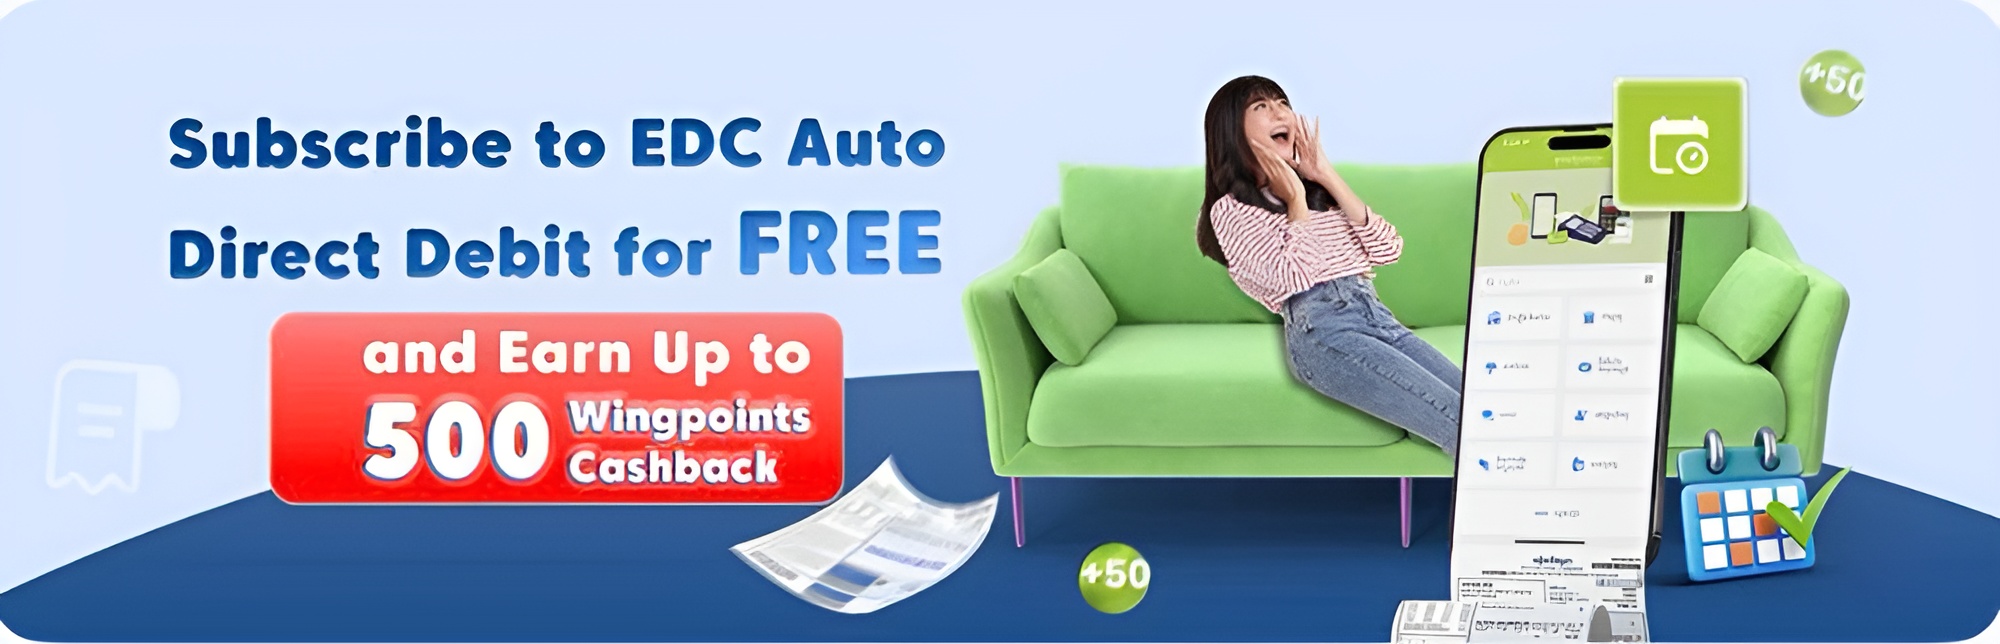 Subscribe to EDC Auto
Direct Debit for FREE
and Earn Up to
500 Wingpoints
Cashback
+50
+50